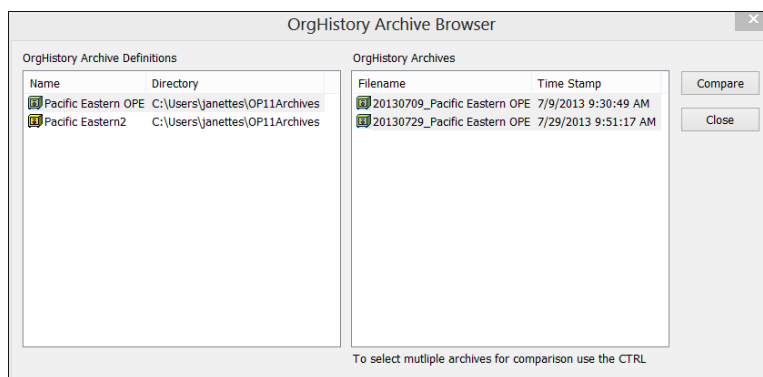 OrgHistory Archive Browser
OrgHistory Archive Definitions
Name Directory
Pacific Eastern OPE C:\Users\janettes\OP11Archives
Pacific Eastern2 C:\Users\janettes\OP11Archives
OrgHistory Archives
Filename Time Stamp
20130709_Pacific Eastern OPE 7/9/2013 9:30:49 AM
20130729_Pacific Eastern OPE 7/29/2013 9:51:17 AM
To select mutliple archives for comparison use the CTRL
Compare
Close